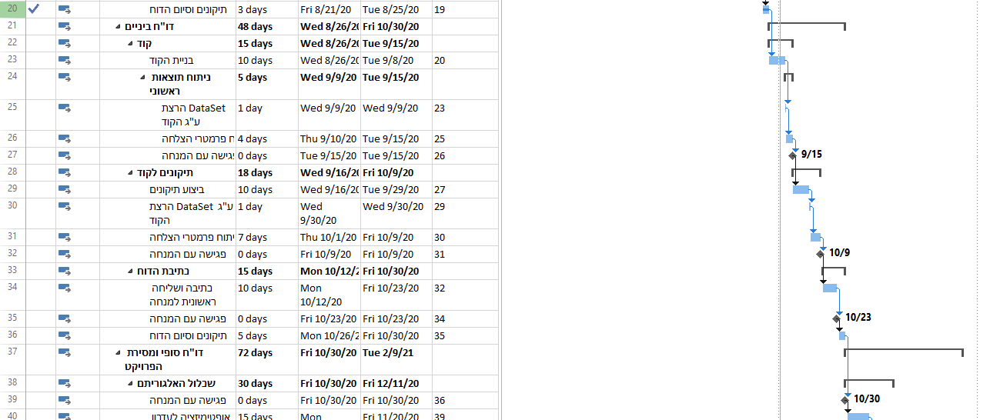 20 תיקונים וסיום הדוח 3 days Fri 8/21/20 Tue 8/25/20 19
21 דו"ח ביניים 48 days Wed 8/26/20 Fri 10/30/20
22 קוד 15 days Wed 8/26/20 Tue 9/15/20
23 בניית הקוד 10 days Wed 8/26/20 Tue 9/8/20 20
24 ניתוח תוצאות 5 days Wed 9/9/20 Tue 9/15/20
ראשוני
25 הרצת DataSet 1 day Wed 9/9/20 Wed 9/9/20 23
ע"ג הקוד
26 פרמטרי הצלחה 4 days Thu 9/10/20 Tue 9/15/20 25
27 פגישה עם המנחה 0 days Tue 9/15/20 Tue 9/15/20 26
9/15
28 תיקונים לקוד 18 days Wed 9/16/20 Fri 10/9/20
29 ביצוע תיקונים 10 days Wed 9/16/20 Tue 9/29/20 27
30 הרצת DataSet ע"ג 1 day Wed Wed 9/30/20 29
הקוד 9/30/20
31 ניתוח פרמטרי הצלחה 7 days Thu 10/1/20 Fri 10/9/20 30
32 פגישה עם המנחה 0 days Fri 10/9/20 Fri 10/9/20 31
10/9
33 כתיבת הדוח 15 days Mon 10/12/2 Fri 10/30/20
34 כתיבה ושליחה 10 days Mon Fri 10/23/20 32
ראשונית למנחה 10/12/20
35 פגישה עם המנחה 0 days Fri 10/23/20 Fri 10/23/20 34
10/23
36 תיקונים וסיום הדוח 5 days Mon 10/26/2 Fri 10/30/20 35
37 דו"ח סופי ומסירת 72 days Fri 10/30/20 Tue 2/9/21
הפרויקט
38 שכלול האלגוריתם 30 days Fri 10/30/20 Fri 12/11/20
39 פגישה עם המנחה 0 days Fri 10/30/20 Fri 10/30/20 36
10/30
40 אופטימיזציה לעדכון 15 days Mon Fri 11/20/20 39